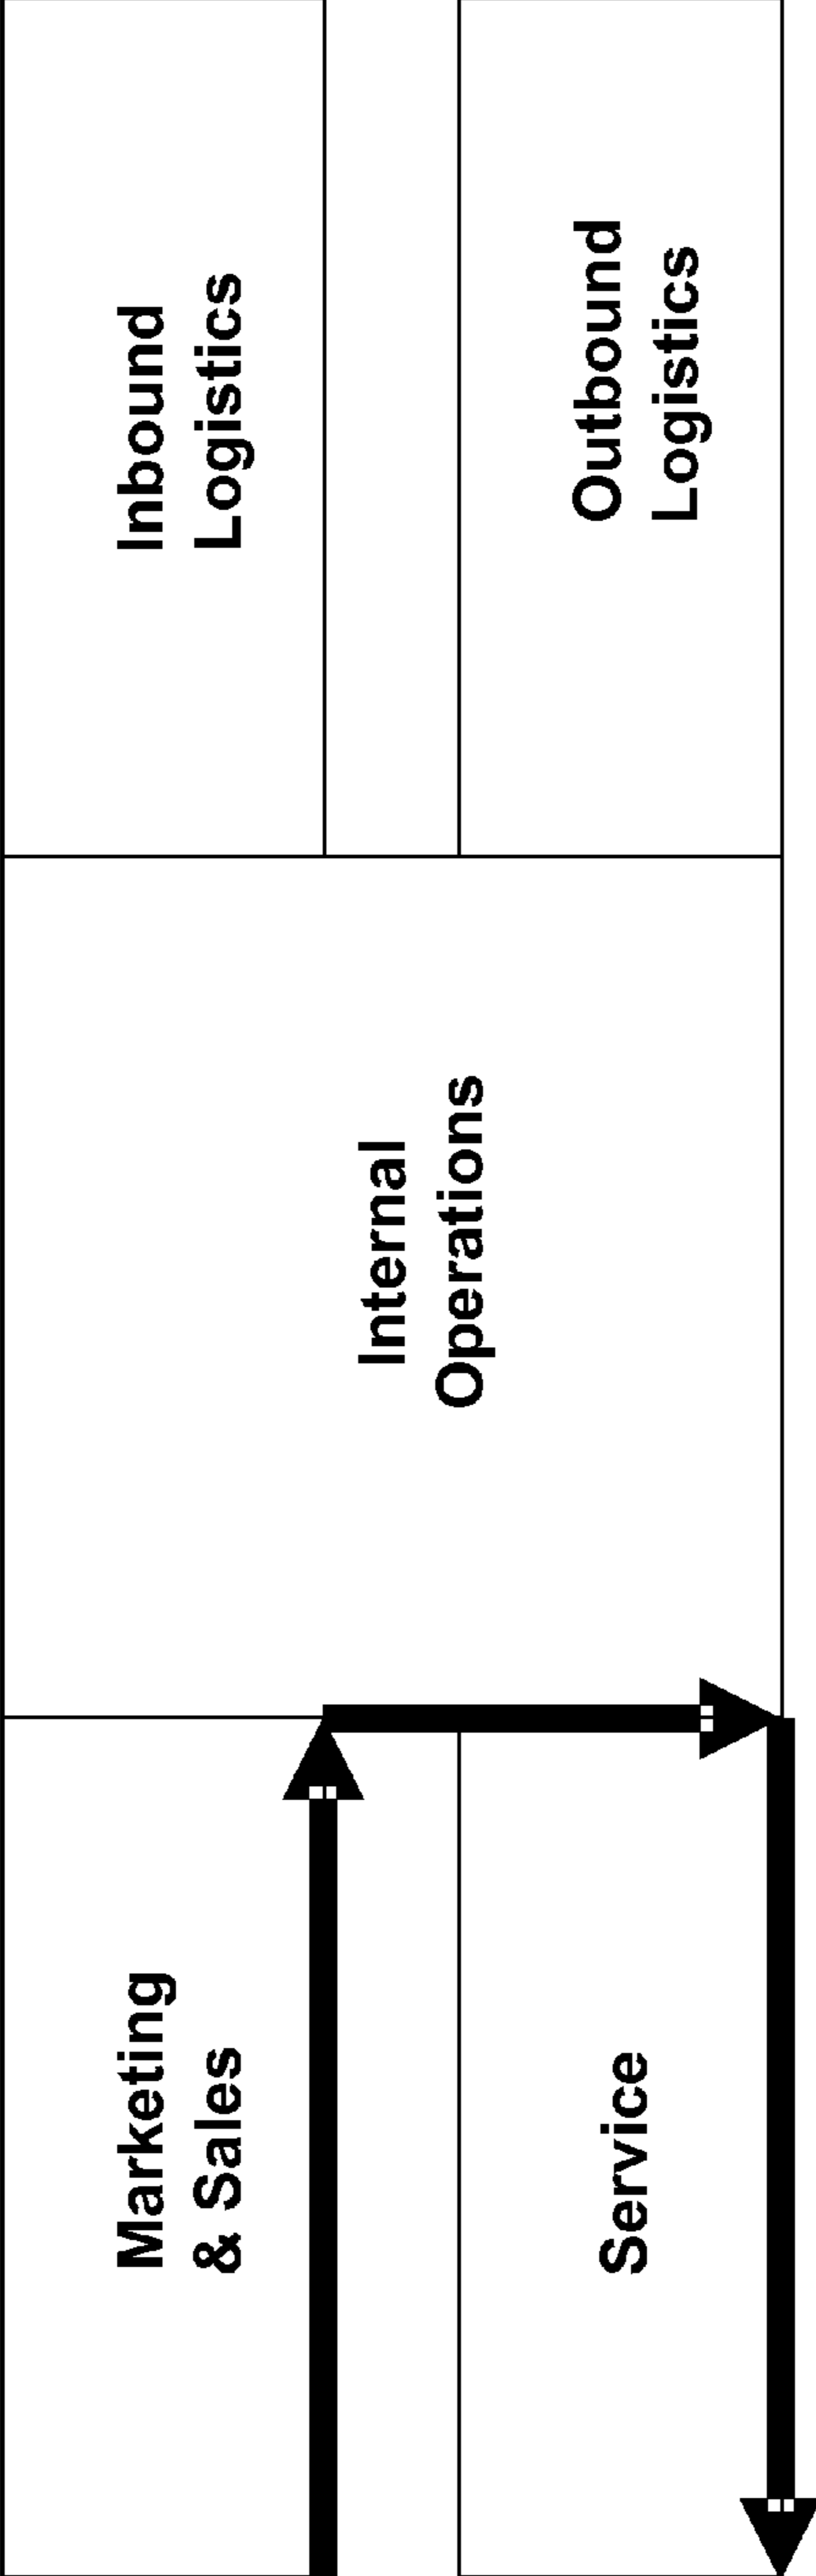 Marketing
& Sales
Service
Internal
Operations
Inbound
Logistics
Outbound
Logistics